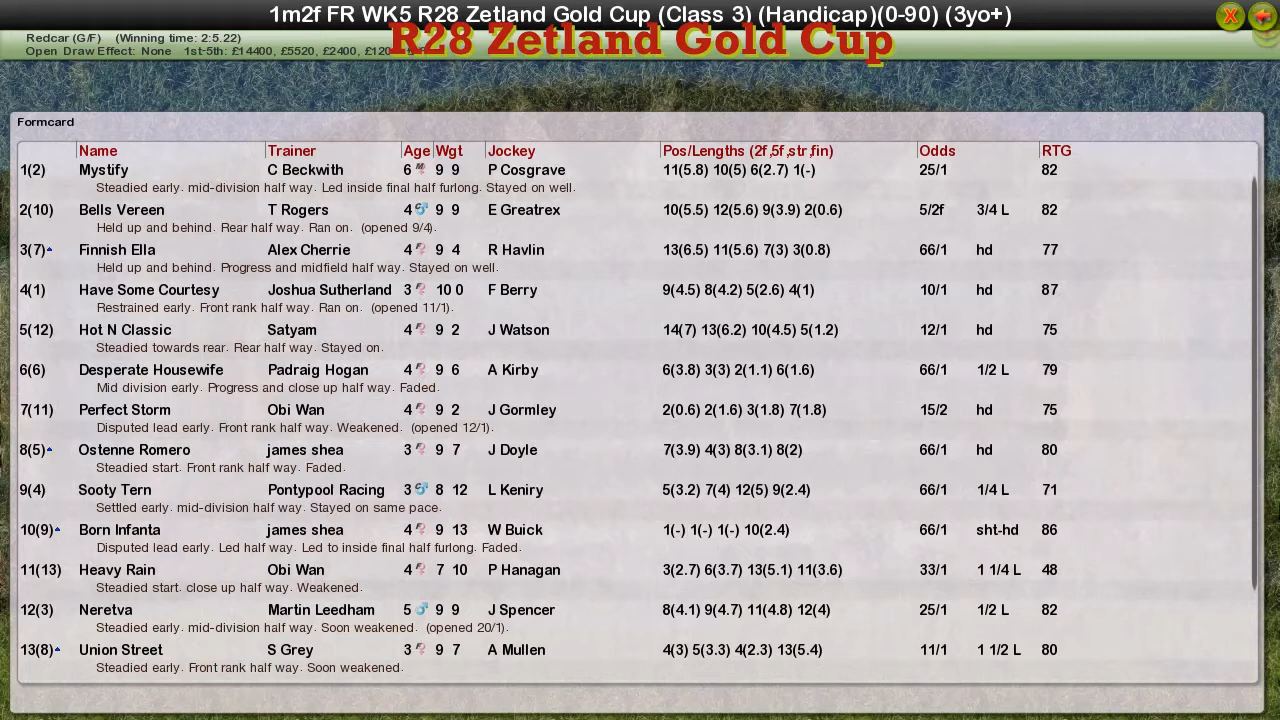 1m2f FR WK5 R28 Zetland Gold Cup (Class 3) (Handicap)(0-90) (3yo+)
Redcar (G/F) (Winning time: 2:5.22)
R28 Zetland Gold Cup
Open Draw Effect: None 1st-5th: £14400, £5520, £2400,
Formcard
Name Trainer Age Wgt Jockey Pos/Lengths (2f,5f,str,fin) Odds RTG
1(2) Mystify C Beckwith 6 9 9 P Cosgrave 11(5.8) 10(5) 6(2.7) 1(-) 25/1 82
Steadied early. mid-division half way. Led inside final half furlong. Stayed on well.
2(10) Bells Vereen T Rogers 4 9 9 E Greatrex 10(5.5) 12(5.6) 9(3.9) 2(0.6) 5/2f 3/4 L 82
Held up and behind. Rear half way. Ran on. (opened 9/4).
3(7) Finnish Ella Alex Cherrie 4 9 4 R Havlin 13(6.5) 11(5.6) 7(3) 3(0.8) 66/1 hd 77
Held up and behind. Progress and midfield half way. Stayed on well.
4(1) Have Some Courtesy Joshua Sutherland 3 10 0 F Berry 9(4.5) 8(4.2) 5(2.6) 4(1) 10/1 hd 87
Restrained early. Front rank half way. Ran on. (opened 11/1).
5(12) Hot N Classic Satyam 4 9 2 J Watson 14(7) 13(6.2) 10(4.5) 5(1.2) 12/1 hd 75
Steadied towards rear. Rear half way. Stayed on.
6(6) Desperate Housewife Padraig Hogan 4 9 6 A Kirby 6(3.8) 3(3) 2(1.1) 6(1.6) 66/1 1/2 L 79
Mid division early. Progress and close up half way. Faded.
7(11) Perfect Storm Obi Wan 4 9 2 J Gormley 2(0.6) 2(1.6) 3(1.8) 7(1.8) 15/2 hd 75
Disputed lead early. Front rank half way. Weakened. (opened 12/1).
8(5) Ostenne Romero james shea 3 9 7 J Doyle 7(3.9) 4(3) 8(3.1) 8(2) 66/1 hd 80
Steadied start. Front rank half way. Faded.
9(4) Sooty Tern Pontypool Racing 3 8 12 L Keniry 5(3.2) 7(4) 12(5) 9(2.4) 66/1 1/4 L 71
Settled early. mid-division half way. Stayed on same pace.
10(9) Born Infanta james shea 4 9 13 W Buick 1(-) 1(-) 1(-) 10(2.4) 66/1 sht-hd 86
Disputed lead early. Led half way. Led to inside final half furlong. Faded.
11(13) Heavy Rain Obi Wan 4 7 10 P Hanagan 3(2.7) 6(3.7) 13(5.1) 11(3.6) 33/1 1 1/4 L 48
Steadied start. close up half way. Weakened.
12(3) Neretva Martin Leedham 5 9 9 J Spencer 8(4.1) 9(4.7) 11(4.8) 12(4) 25/1 1/2 L 82
Steadied early. mid-division half way. Soon weakened. (opened 20/1).
13(8) Union Street S Grey 3 9 7 A Mullen 4(3) 5(3.3) 4(2.3) 13(5.4) 11/1 1 1/2 L 80
Steadied early. Front rank half way. Soon weakened.